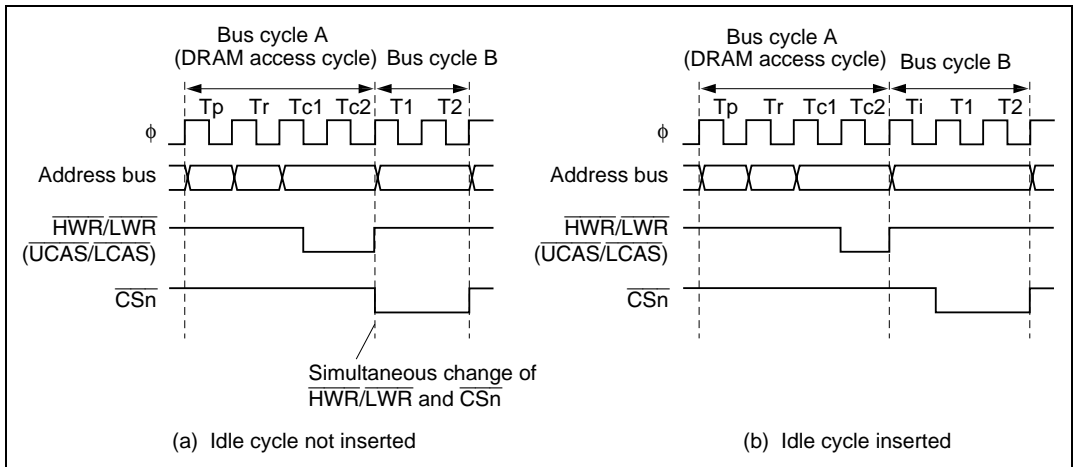 Bus cycle A
(DRAM access cycle) Bus cycle B
Tp Tr Tc1 Tc2 T1 T2
φ
Address bus
HWR/LWR
(UCAS/LCAS)
CSn
Simultaneous change of
HWR/LWR and CSn
(a) Idle cycle not inserted
Bus cycle A
(DRAM access cycle) Bus cycle B
Tp Tr Tc1 Tc2 Ti T1 T2
φ
Address bus
HWR/LWR
(UCAS/LCAS)
CSn
(b) Idle cycle inserted